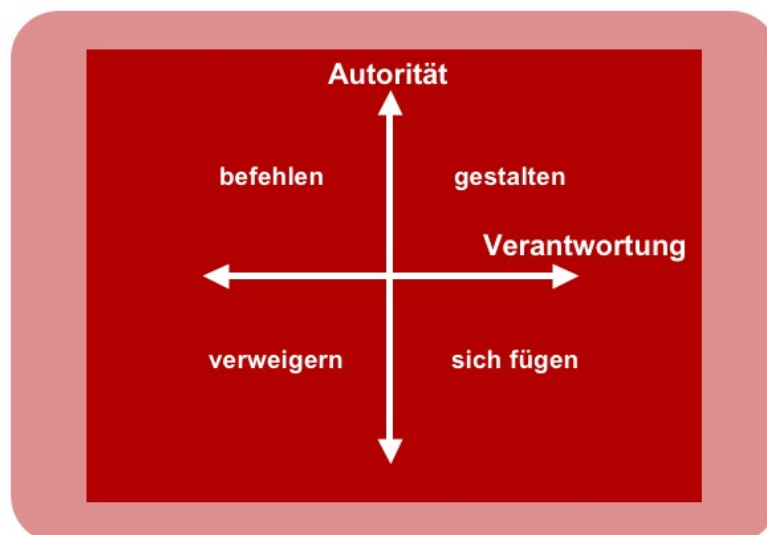 Autorität
befehlen gestalten
Verantwortung
verweigern sich fügen